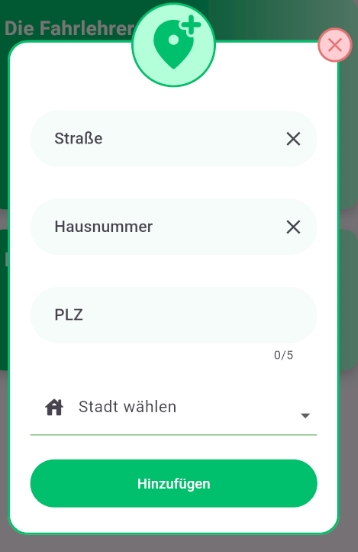 Die Fahrlehrer
Straße
Hausnummer
PLZ
0/5
Stadt wählen
Hinzufügen